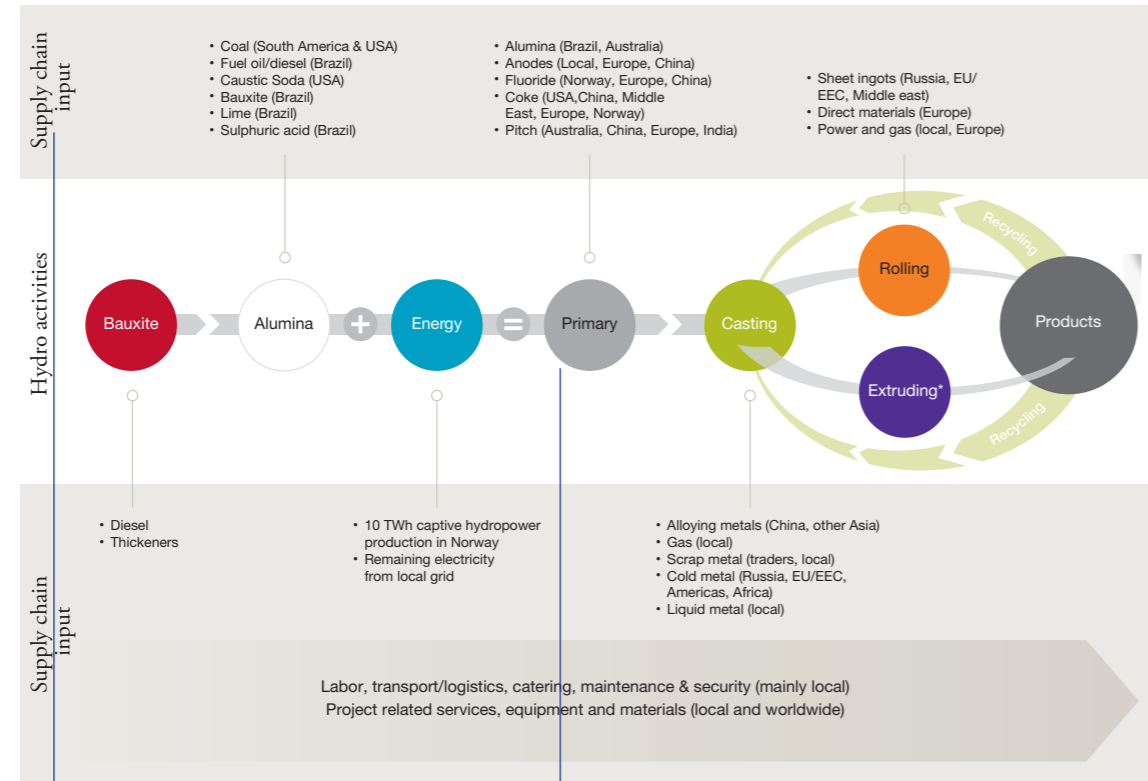 Supply chain
input
• Coal (South America & USA)
• Fuel oil/diesel (Brazil)
• Caustic Soda (USA)
• Bauxite (Brazil)
• Lime (Brazil)
• Sulphuric acid (Brazil)
• Alumina (Brazil, Australia)
• Anodes (Local, Europe, China)
• Fluoride (Norway, Europe, China)
• Coke (USA,China, Middle
East, Europe, Norway)
• Pitch (Australia, China, Europe, India)
• Sheet ingots (Russia, EU/
EEC, Middle east)
• Direct materials (Europe)
• Power and gas (local, Europe)
Hydro activities
Bauxite
Alumina
+
Energy
=
Primary
Casting
Rolling
Extruding*
Recycling
Recycling
Products
Supply chain
input
• Diesel
• Thickeners
• 10 TWh captive hydropower
production in Norway
• Remaining electricity
from local grid
• Alloying metals (China, other Asia)
• Gas (local)
• Scrap metal (traders, local)
• Cold metal (Russia, EU/EEC,
Americas, Africa)
• Liquid metal (local)
Labor, transport/logistics, catering, maintenance & security (mainly local)
Project related services, equipment and materials (local and worldwide)